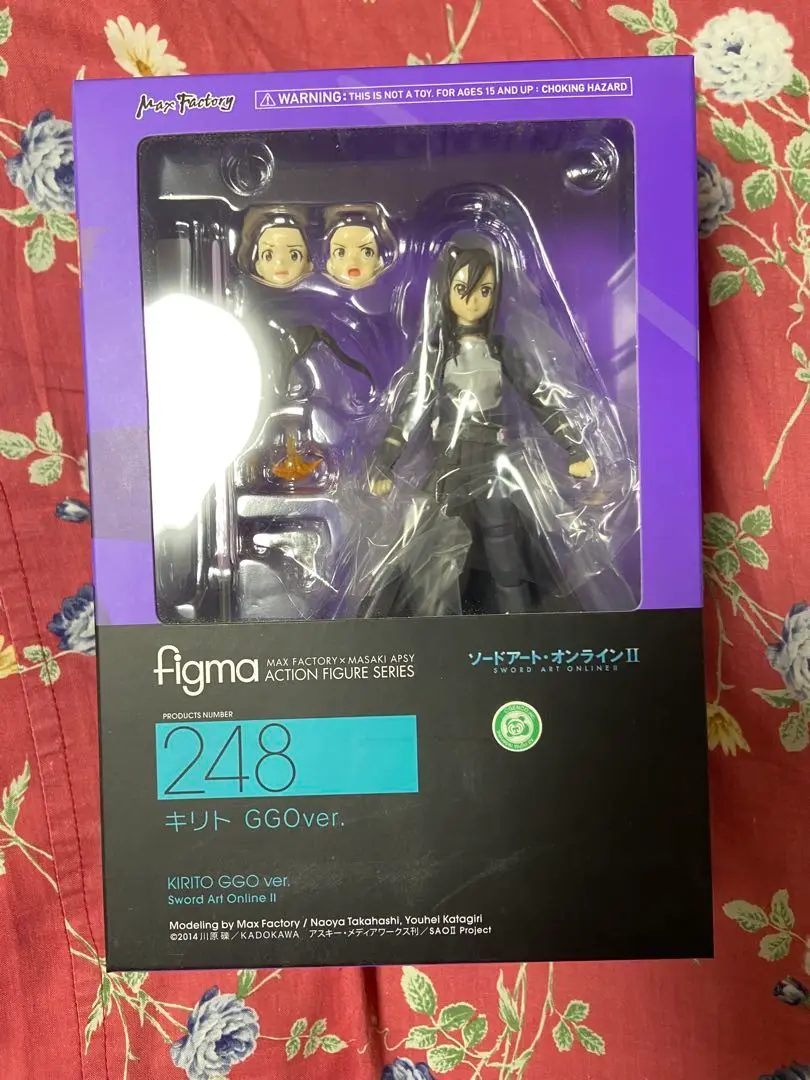 Max Factory
WARNING: THIS IS NOT A TOY. FOR AGES 15 AND UP : CHOKING HAZARD
figma
MAX FACTORY × MASAKI APSY
ACTION FIGURE SERIES
ソードアート・オンラインII
SWORD ART ONLINE II
PRODUCTS NUMBER
248
キリト GGOver.
KIRITO GGO ver.
Sword Art Online II
Modeling by Max Factory / Naoya Takahashi, Youhei Katagiri
©2014 川原 礫／KADOKAWA アスキー・メディアワークス刊／SAOⅡ Project